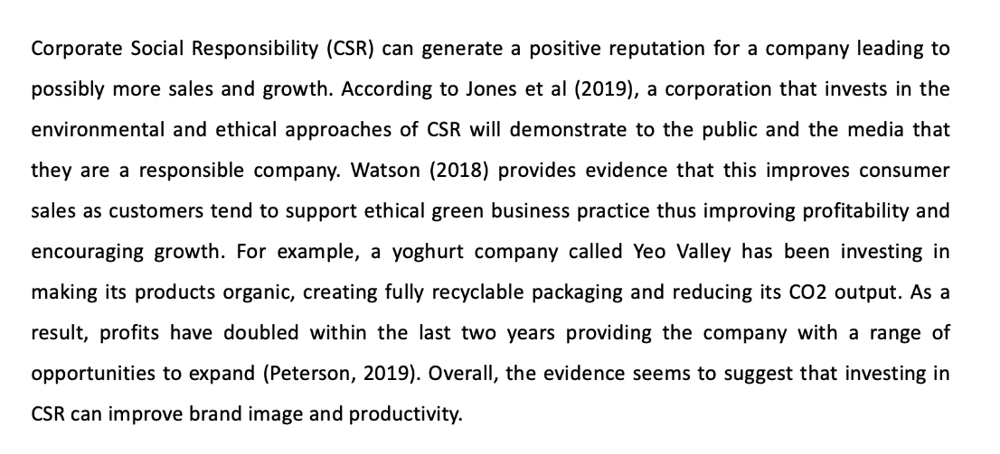 Corporate Social Responsibility (CSR) can generate a positive reputation for a company leading to
possibly more sales and growth. According to Jones et al (2019), a corporation that invests in the
environmental and ethical approaches of CSR will demonstrate to the public and the media that
they are a responsible company. Watson (2018) provides evidence that this improves consumer
sales as customers tend to support ethical green business practice thus improving profitability and
encouraging growth. For example, a yoghurt company called Yeo Valley has been investing in
making its products organic, creating fully recyclable packaging and reducing its CO2 output. As a
result, profits have doubled within the last two years providing the company with a range of
opportunities to expand (Peterson, 2019). Overall, the evidence seems to suggest that investing in
CSR can improve brand image and productivity.